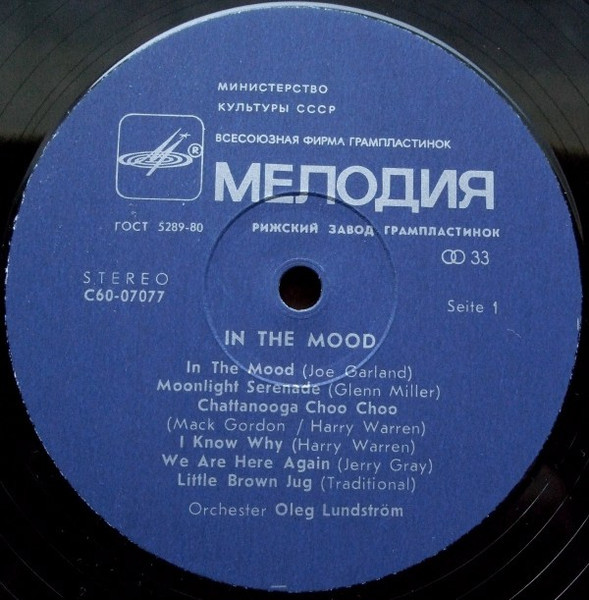 МИНИСТЕРСТВО
КУЛЬТУРЫ СССР
ВСЕСОЮЗНАЯ ФИРМА ГРАМПЛАСТИНОК
®
МЕЛОДИЯ
ГОСТ 5289-80
РИЖСКИЙ ЗАВОД ГРАМПЛАСТИНОК
33
STEREO
C60-07077
Seite 1
IN THE MOOD
In The Mood (Joe Garland)
Moonlight Serenade (Glenn Miller)
Chattanooga Choo Choo
(Mack Gordon / Harry Warren)
I Know Why (Harry Warren)
We Are Here Again (Jerry Gray)
Little Brown Jug (Traditional)
Orchester Oleg Lundström